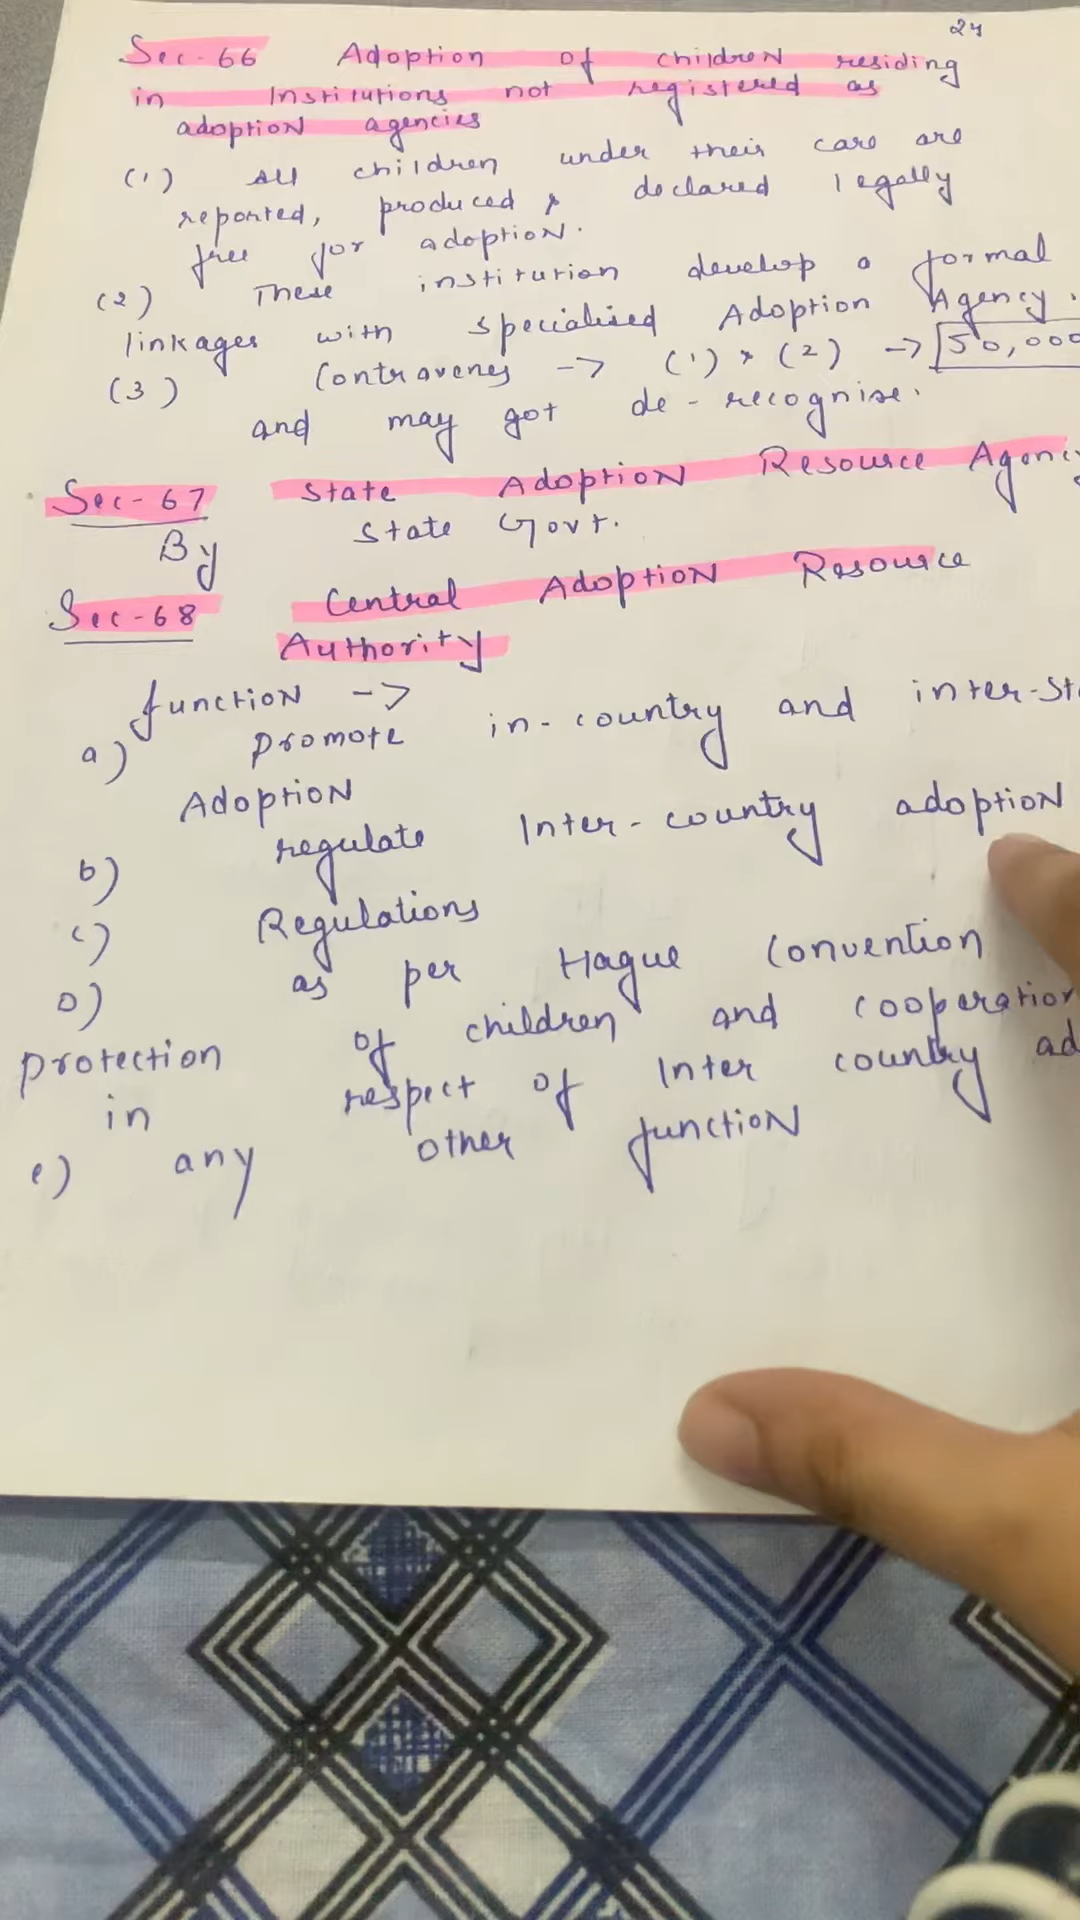 24
Sec-66 Adoption of children residing
in Institutions not registered as
adoption agencies
(1) All children under their care are
reported, produced & declared legally
free for adoption.
(2) These institution develop a formal
linkages with specialised Adoption Agency.
(3) Contravenes -> (1) & (2) -> 50,000
and may got de-recognise.
Sec-67 State Adoption Resource Agenc
By State Govt.
Sec-68 Central Adoption Resource
Authority
function ->
a) promote in-country and inter-sta
Adoption
b) regulate Inter-country adoption
c) Regulations
D) as per Hague Convention
protection of children and cooperation
in respect of Inter country ad
e) any other function